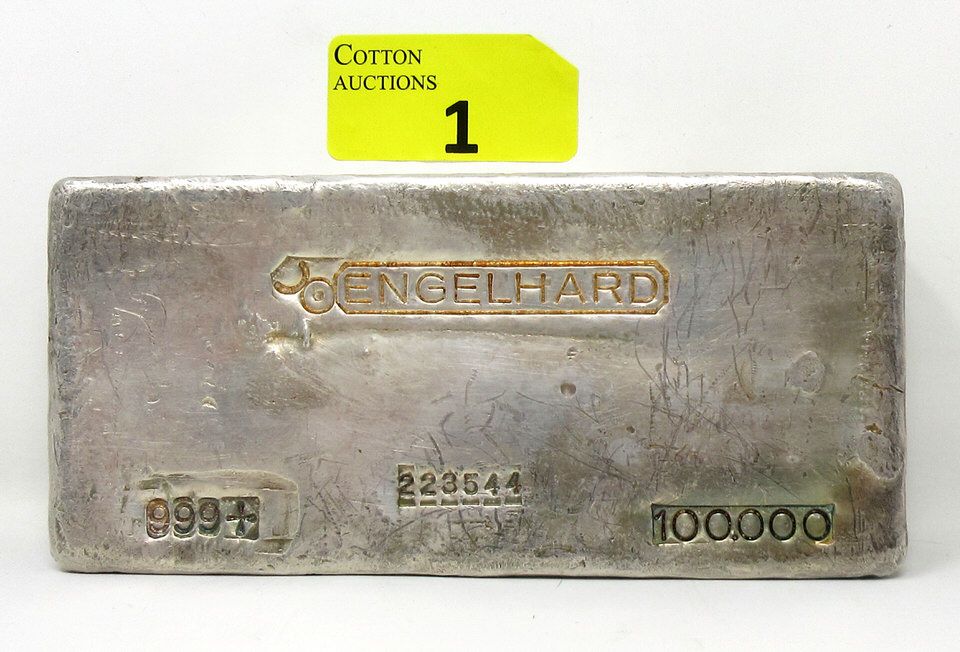 COTTON
AUCTIONS
1
ENGELHARD
999+
223544
100.000